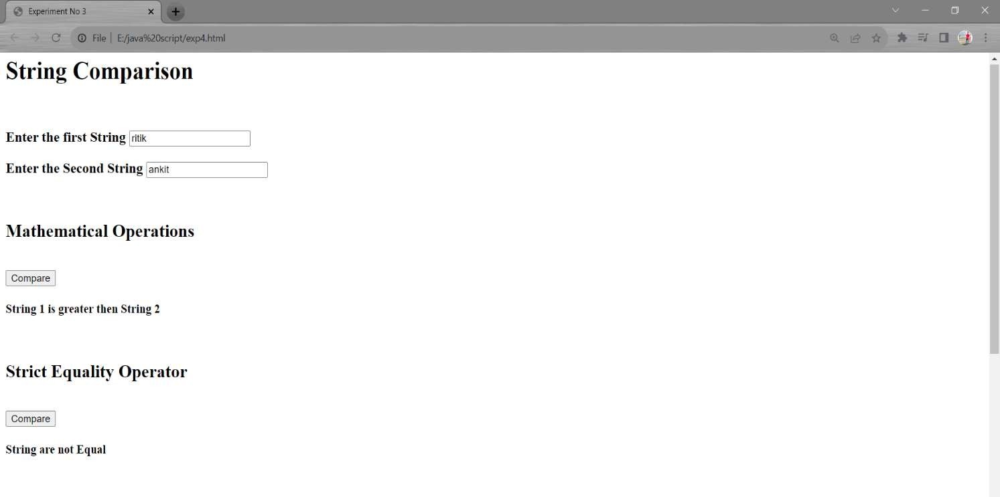 Experiment No 3
File E:/java%20script/exp4.html
String Comparison
Enter the first String ritik
Enter the Second String ankit
Mathematical Operations
Compare
String 1 is greater then String 2
Strict Equality Operator
Compare
String are not Equal